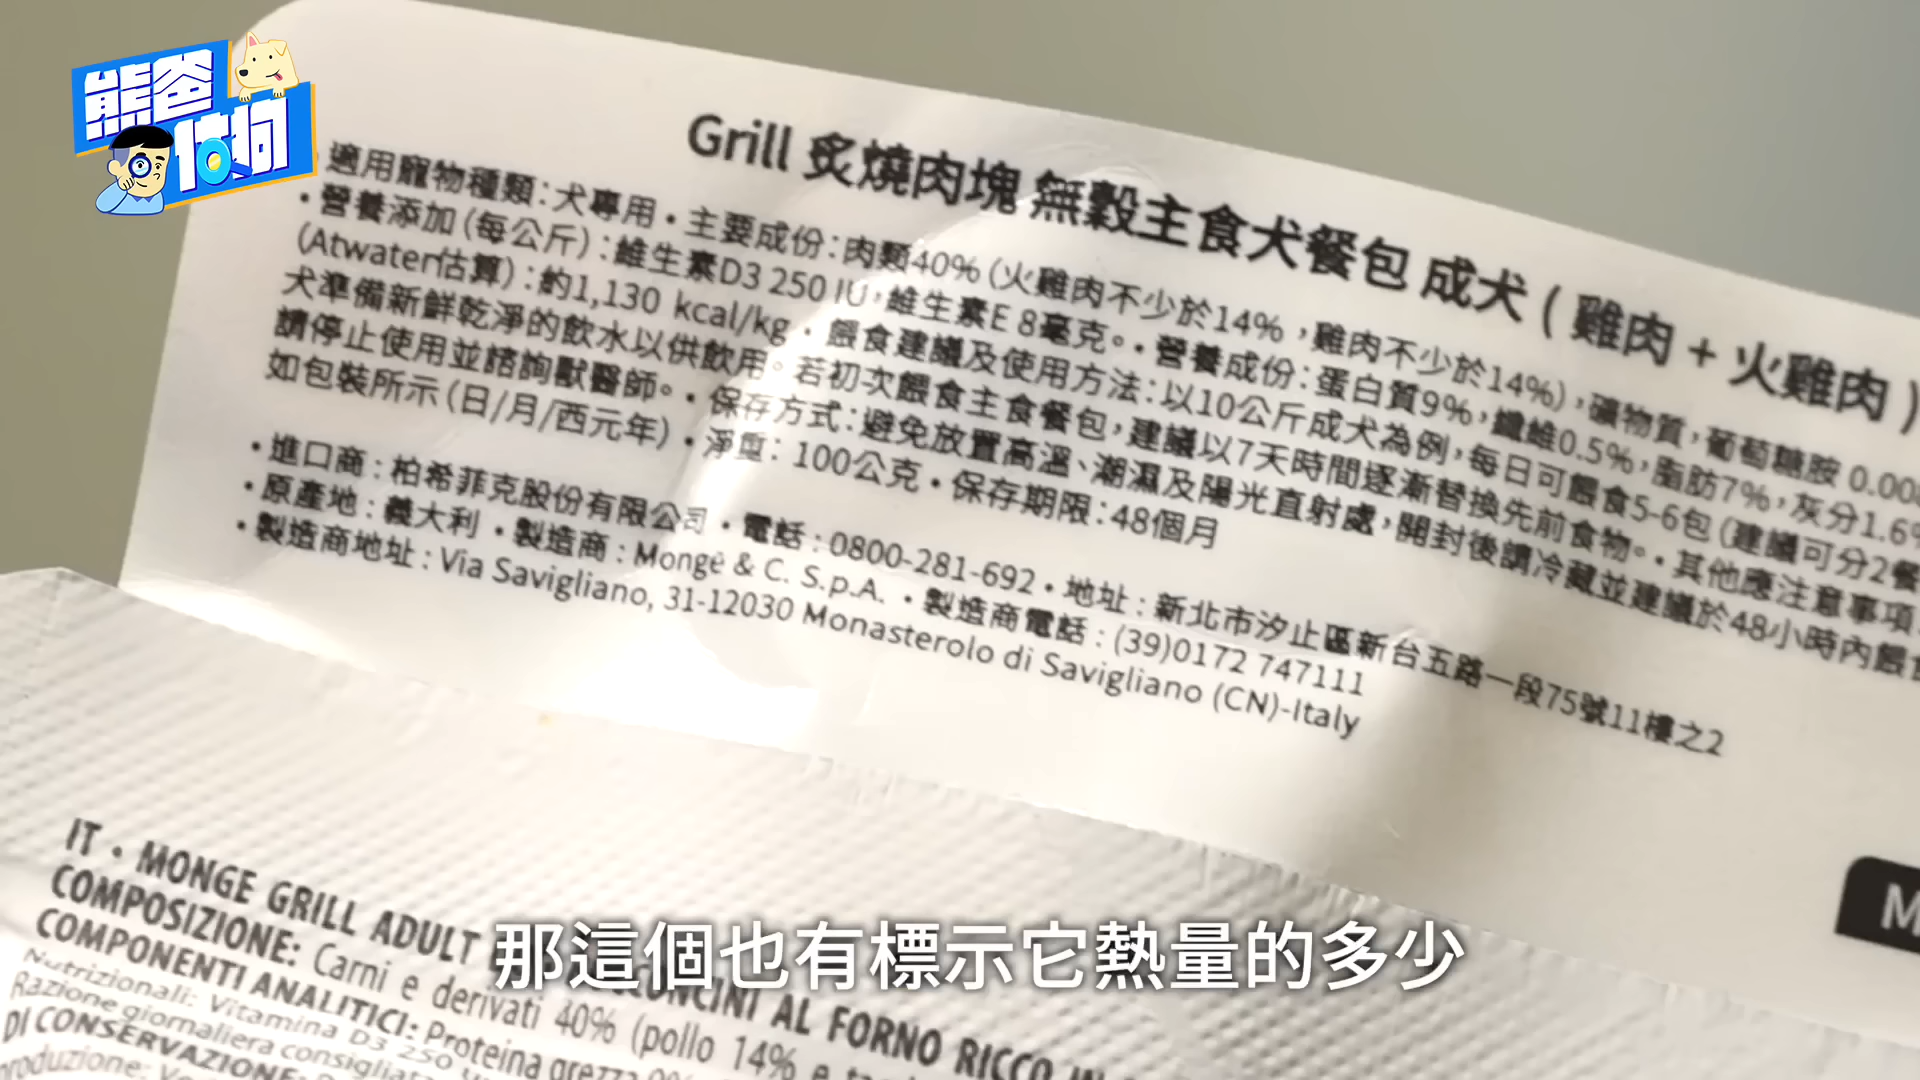 熊爸
估狗
Grill 炙燒肉塊 無穀主食犬餐包 成犬 ( 雞肉 + 火雞肉 )
適用寵物種類：犬專用 • 主要成份：肉類40% (火雞肉不少於14%，雞肉不少於14%)，礦物質，葡萄糖胺 0.00
• 營養添加 (每公斤)：維生素D3 250 IU，維生素E 8毫克。• 營養成份：蛋白質9%，纖維0.5%，脂肪7%，灰分1.6%
(Atwater估算)：約1,130 kcal/kg • 餵食建議及使用方法：以10公斤成犬為例，每日可餵食5-6包 (建議可分2餐
犬準備新鮮乾淨的飲水以供飲用。若初次餵食主食餐包，建議以7天時間逐漸替換先前食物。• 其他應注意事項
請停止使用並諮詢獸醫師。• 保存方式：避免放置高溫、潮濕及陽光直射處，開封後請冷藏並建議於48小時內餵
如包裝所示 (日/月/西元年) • 淨重：100公克 • 保存期限：48個月
• 進口商：柏希菲克股份有限公司 • 電話：0800-281-692 • 地址：新北市汐止區新台五路一段75號11樓之2
• 原產地：義大利 • 製造商：Monge & C. S.p.A. • 製造商電話：(39)0172 747111
• 製造商地址：Via Savigliano, 31-12030 Monasterolo di Savigliano (CN)-Italy
M
IT • MONGE GRILL ADULT AL FORNO RICCO IN
COMPOSIZIONE: Carni e derivati 40% (pollo 14% e
COMPONENTI ANALITICI: Proteina grezza
Nutrizionali: Vitamina D3 250
Razione giornaliera consigliata
DI CONSERVAZIONE:
那這個也有標示它熱量的多少